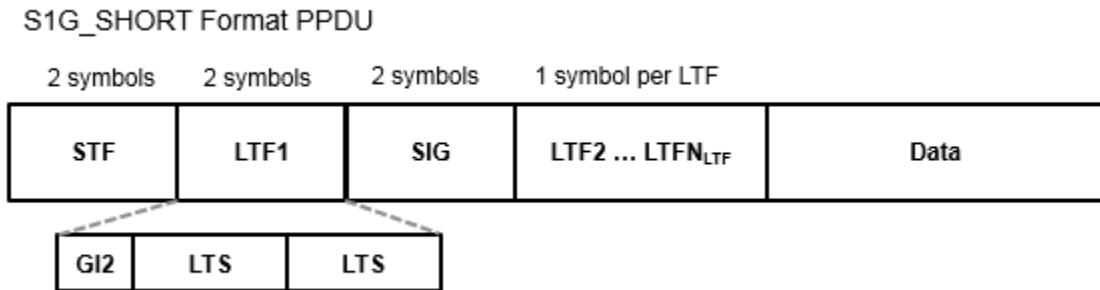 S1G_SHORT Format PPDU
2 symbols 2 symbols 2 symbols 1 symbol per LTF
STF LTF1 SIG LTF2 ... LTFN_LTF Data
GI2 LTS LTS